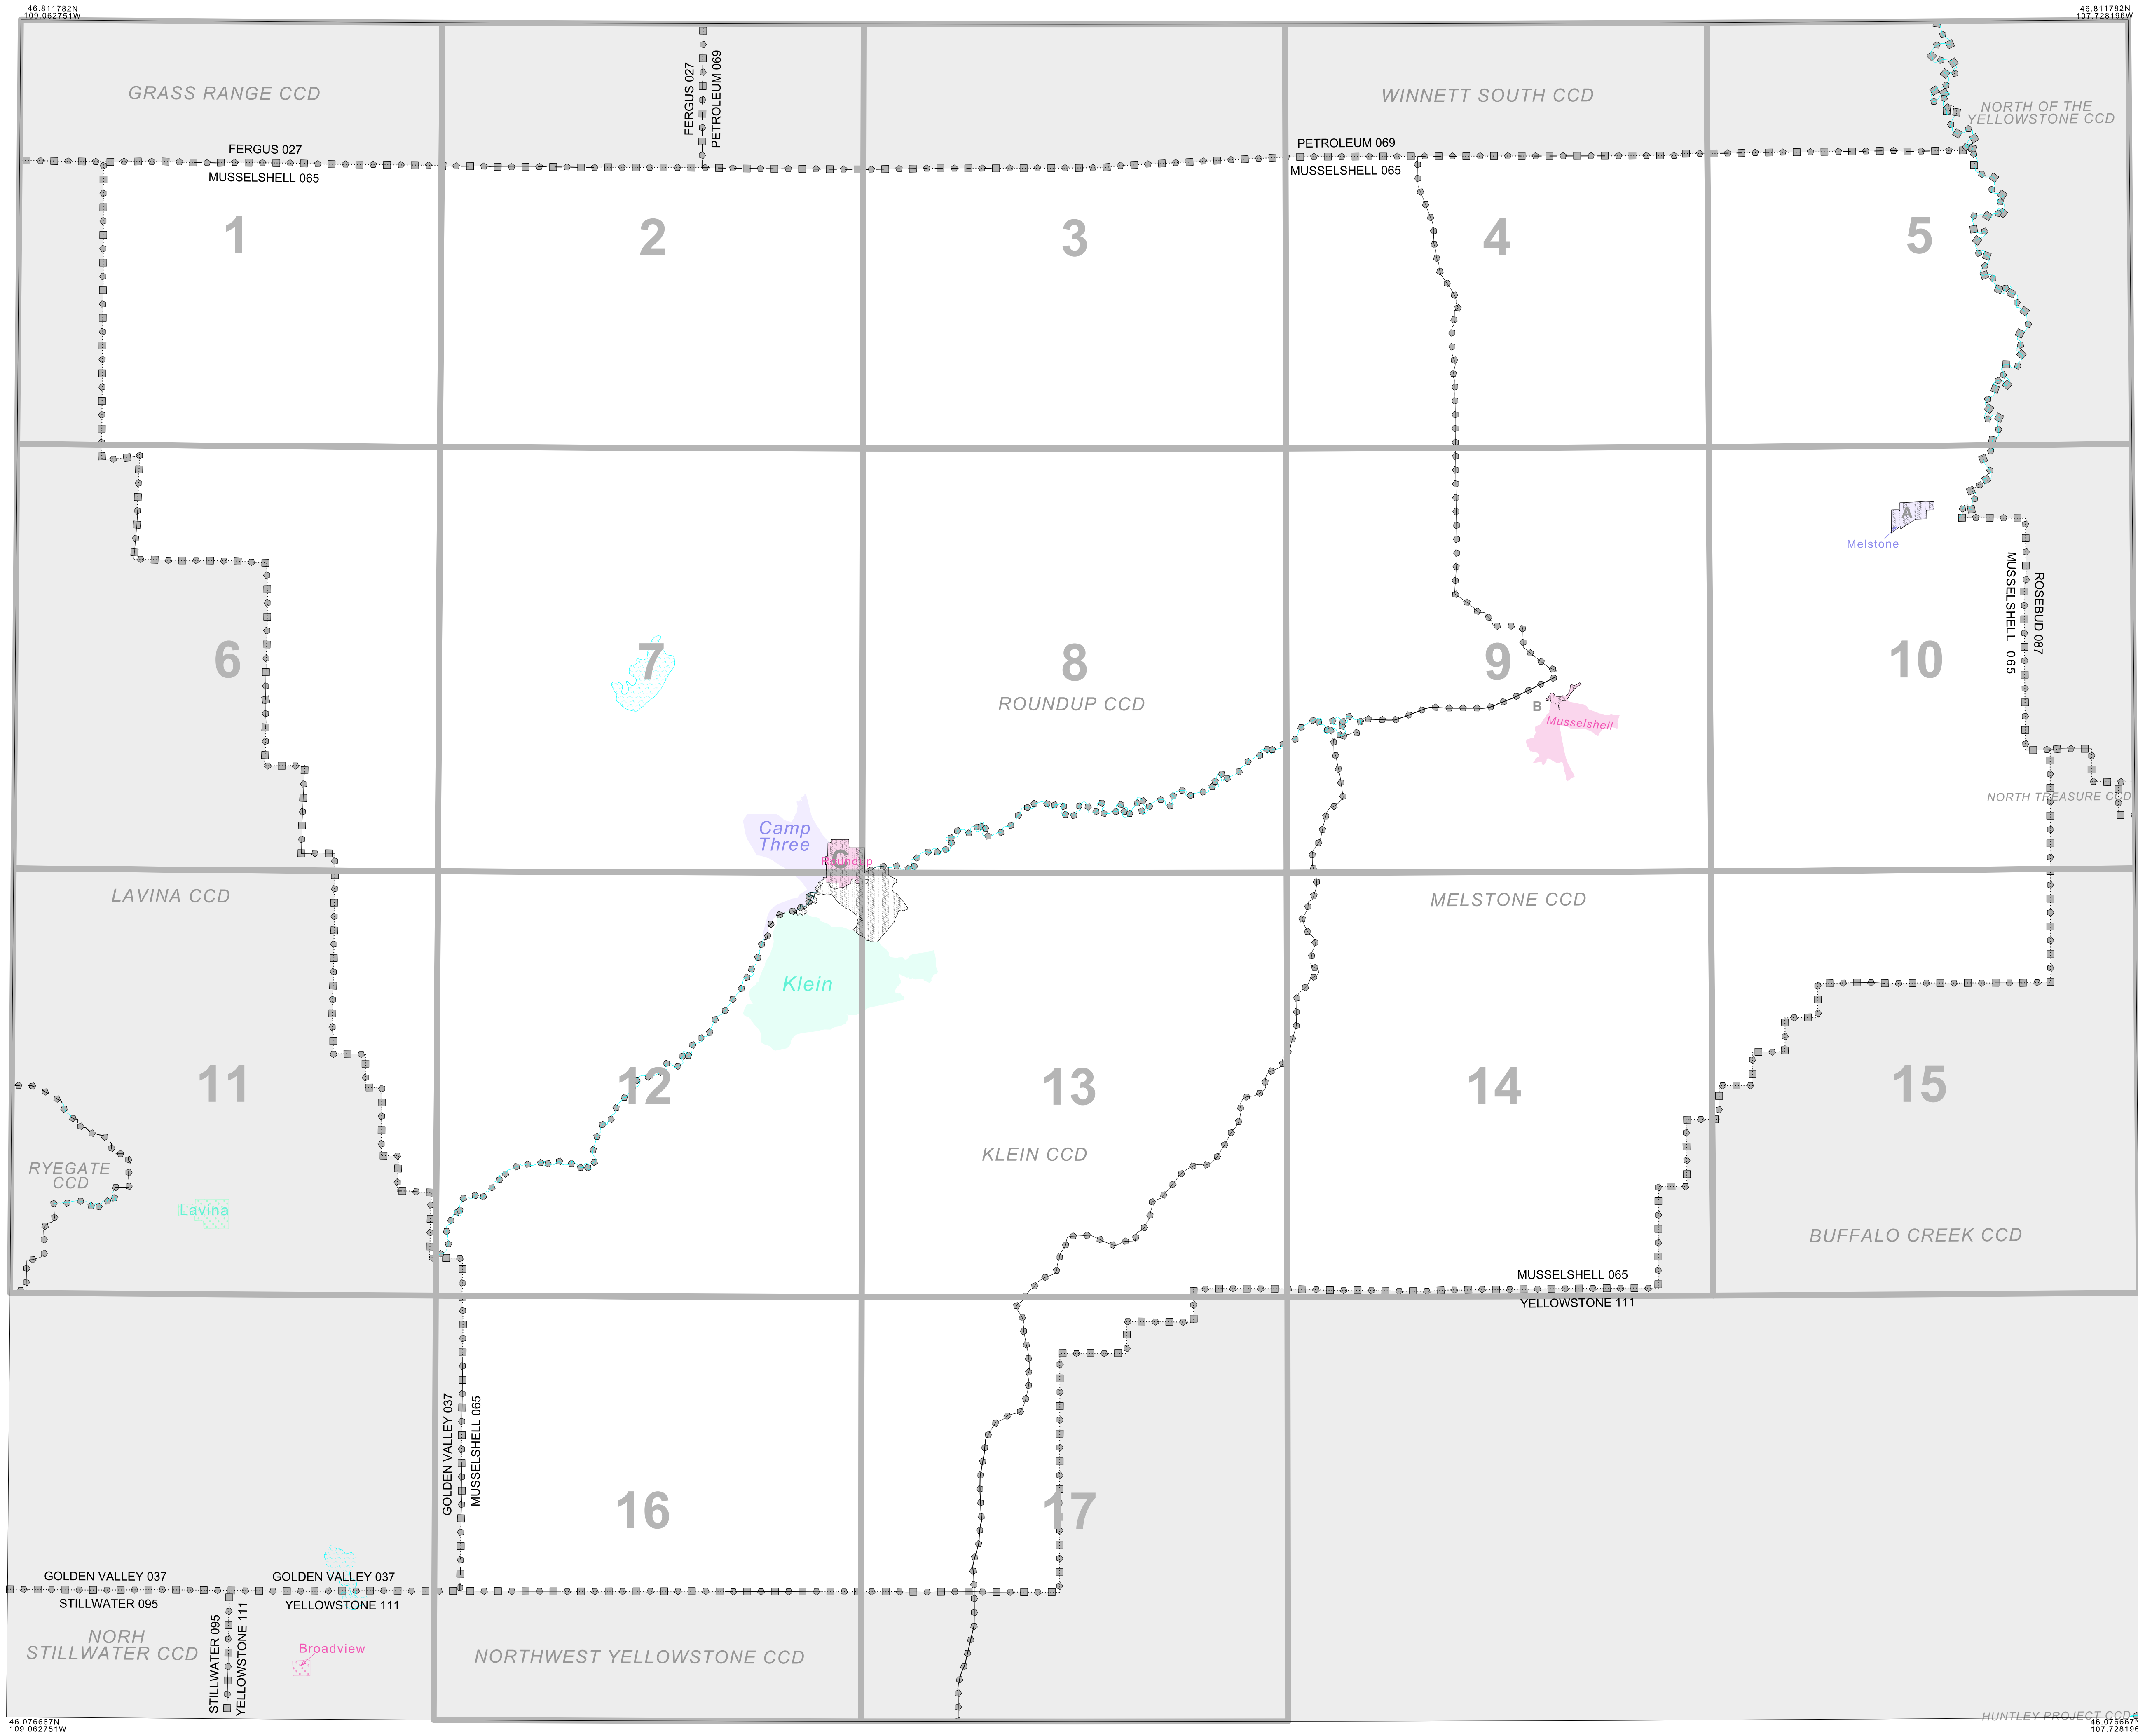 46.811782N
109.062751W
46.811782N
107.728196W
GRASS RANGE CCD
FERGUS 027
PETROLEUM 069
WINNETT SOUTH CCD
NORTH OF THE
YELLOWSTONE CCD
FERGUS 027
MUSSELSHELL 065
PETROLEUM 069
MUSSELSHELL 065
1
2
3
4
5
A
Melstone
MUSSELSHELL 065
ROSEBUD 087
6
7
8
9
10
ROUNDUP CCD
B
Musselshell
NORTH TREASURE CCD
Camp
Three
C
Roundup
LAVINA CCD
MELSTONE CCD
Klein
11
12
13
14
15
KLEIN CCD
RYEGATE
CCD
Lavina
BUFFALO CREEK CCD
MUSSELSHELL 065
YELLOWSTONE 111
GOLDEN VALLEY 037
MUSSELSHELL 065
16
17
GOLDEN VALLEY 037
GOLDEN VALLEY 037
STILLWATER 095
YELLOWSTONE 111
STILLWATER 095
YELLOWSTONE 111
NORH
STILLWATER CCD
Broadview
NORTHWEST YELLOWSTONE CCD
HUNTLEY PROJECT CCD
46.076667N
109.062751W
46.076667N
107.728196W